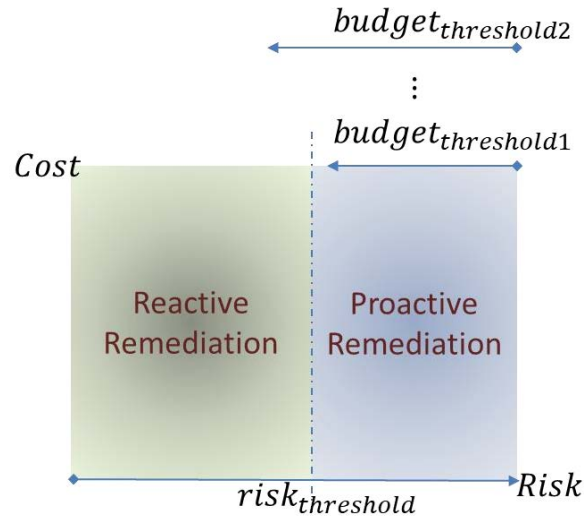 budget_threshold2
⋮
budget_threshold1
Cost
Reactive Remediation
Proactive Remediation
risk_threshold
Risk